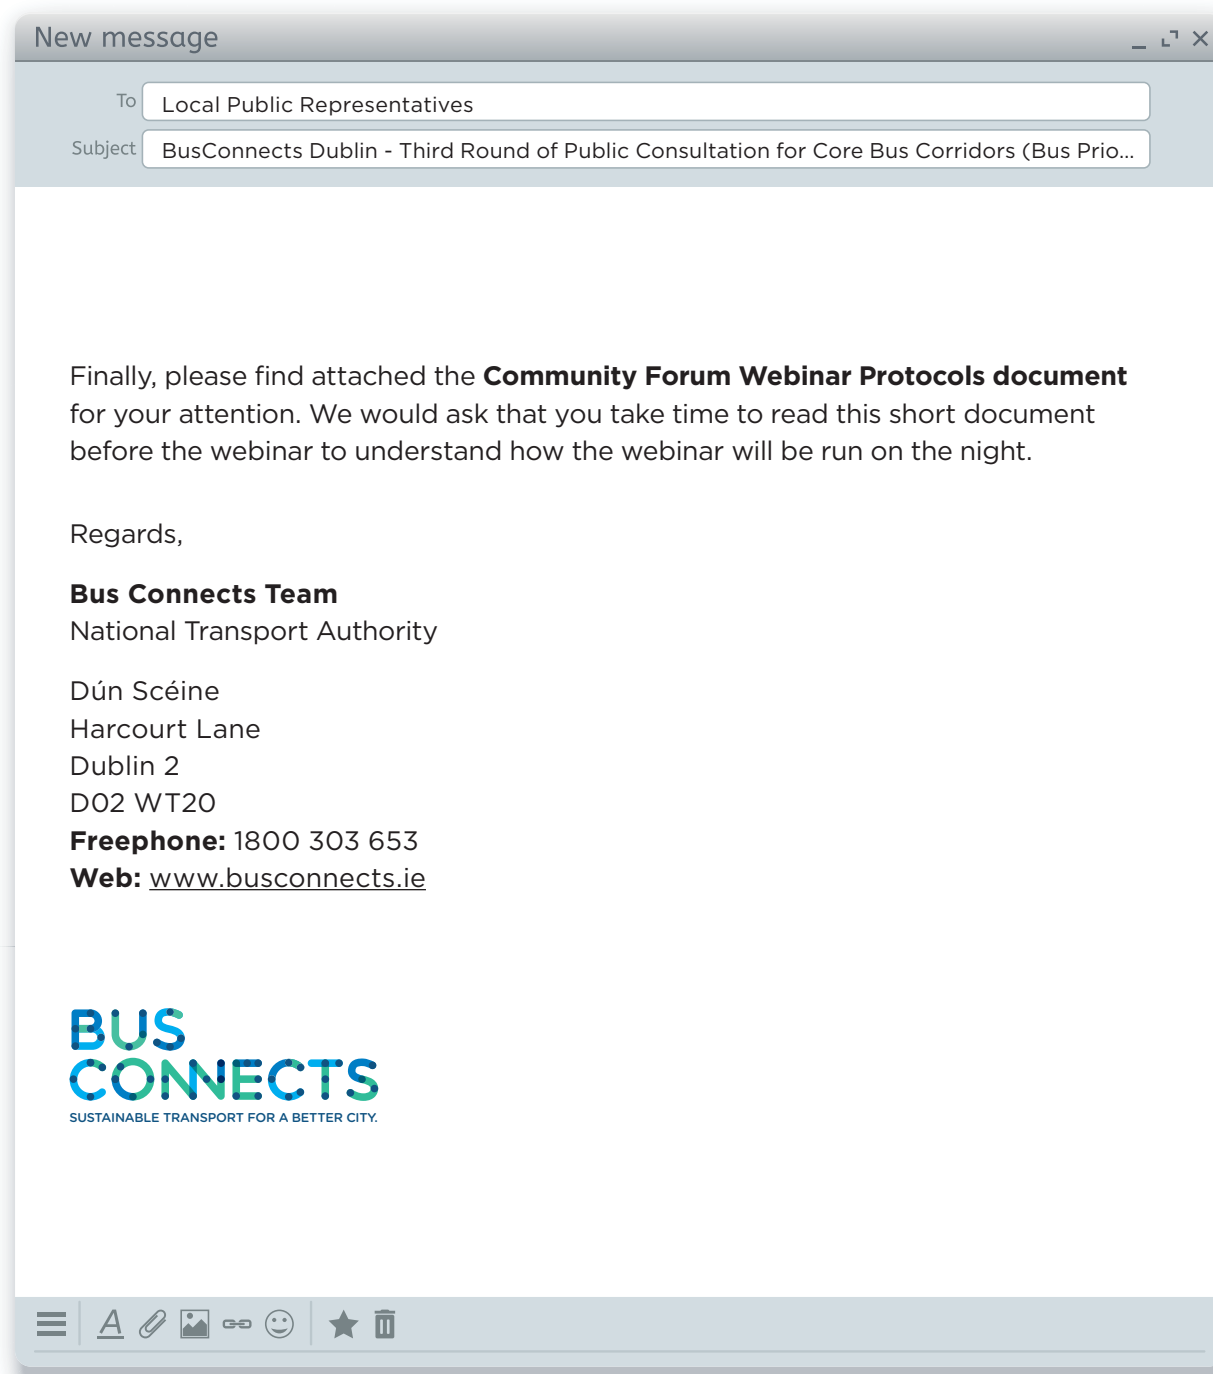 New message
To
Local Public Representatives
Subject
BusConnects Dublin - Third Round of Public Consultation for Core Bus Corridors (Bus Prio...
Finally, please find attached the Community Forum Webinar Protocols document
for your attention. We would ask that you take time to read this short document
before the webinar to understand how the webinar will be run on the night.
Regards,
Bus Connects Team
National Transport Authority
Dún Scéine
Harcourt Lane
Dublin 2
D02 WT20
Freephone: 1800 303 653
Web: www.busconnects.ie
BUS
CONNECTS
SUSTAINABLE TRANSPORT FOR A BETTER CITY.
A